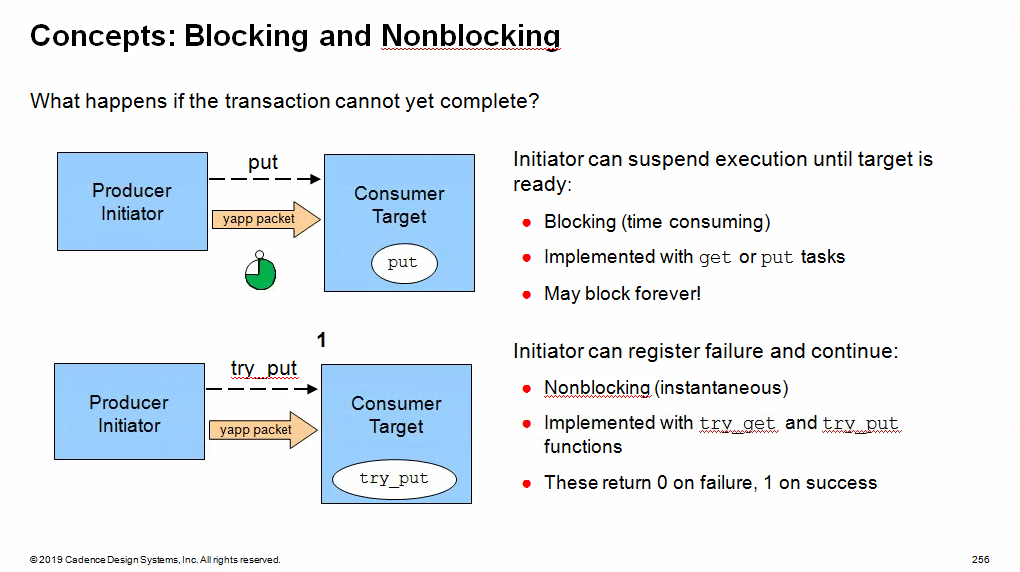 Concepts: Blocking and Nonblocking
What happens if the transaction cannot yet complete?
Producer
Initiator
put
yapp packet
Consumer
Target
put
Initiator can suspend execution until target is
ready:
● Blocking (time consuming)
● Implemented with get or put tasks
● May block forever!
1
Producer
Initiator
try_put
yapp packet
Consumer
Target
try_put
Initiator can register failure and continue:
● Nonblocking (instantaneous)
● Implemented with try_get and try_put
functions
● These return 0 on failure, 1 on success
© 2019 Cadence Design Systems, Inc. All rights reserved.
256